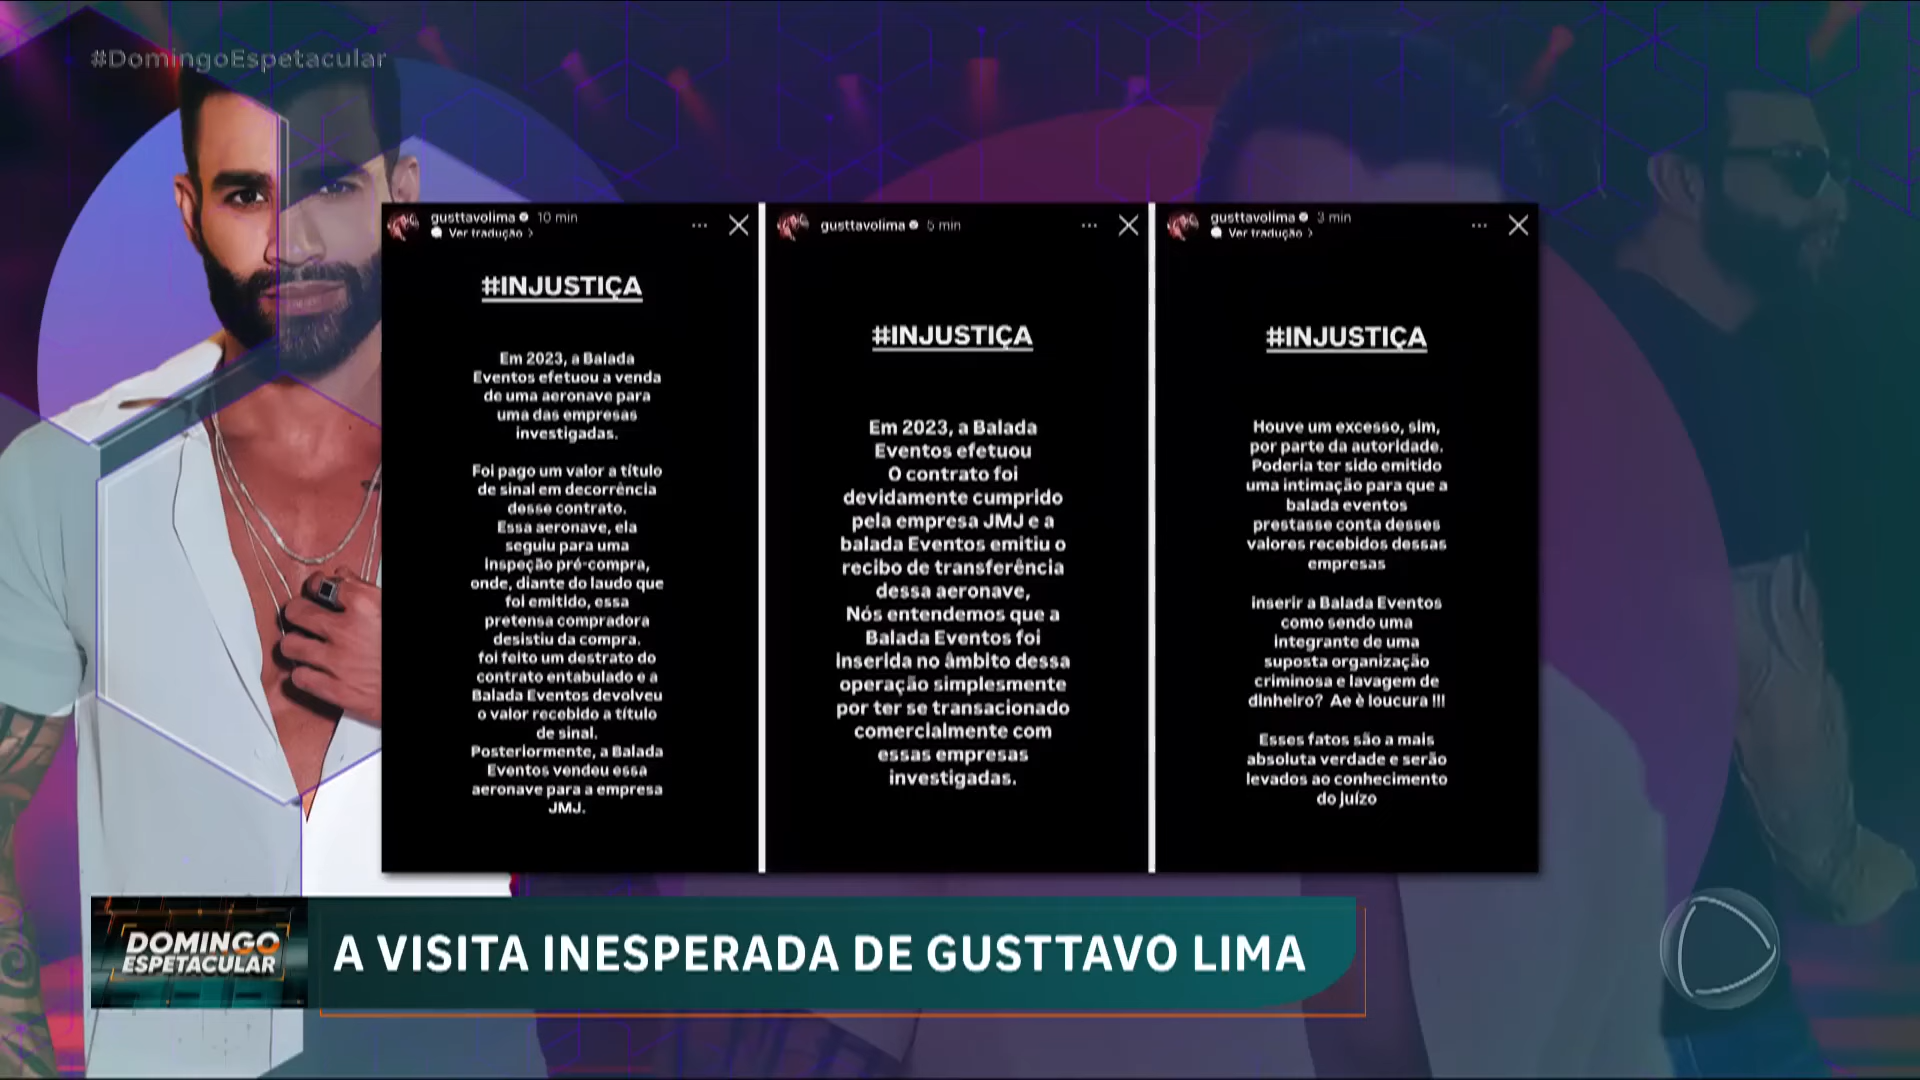 #DomingoEspetacular
gusttavolima 10 min
Ver tradução >
#INJUSTIÇA
Em 2023, a Balada
Eventos efetuou a venda
de uma aeronave para
uma das empresas
investigadas.
Foi pago um valor a título
de sinal em decorrência
desse contrato.
Essa aeronave, ela
seguiu para uma
inspeção pré-compra,
onde, diante do laudo que
foi emitido, essa
pretensa compradora
desistiu da compra.
foi feito um destrato do
contrato entabulado e a
Balada Eventos devolveu
o valor recebido a título
de sinal.
Posteriormente, a Balada
Eventos vendeu essa
aeronave para a empresa
JMJ.
gusttavolima 5 min
#INJUSTIÇA
Em 2023, a Balada
Eventos efetuou
O contrato foi
devidamente cumprido
pela empresa JMJ e a
balada Eventos emitiu o
recibo de transferência
dessa aeronave,
Nós entendemos que a
Balada Eventos foi
inserida no âmbito dessa
operação simplesmente
por ter se transacionado
comercialmente com
essas empresas
investigadas.
gusttavolima 3 min
Ver tradução >
#INJUSTIÇA
Houve um excesso, sim,
por parte da autoridade.
Poderia ter sido emitido
uma intimação para que a
balada eventos
prestasse conta desses
valores recebidos dessas
empresas
inserir a Balada Eventos
como sendo uma
integrante de uma
suposta organização
criminosa e lavagem de
dinheiro? Ae è loucura !!!
Esses fatos são a mais
absoluta verdade e serão
levados ao conhecimento
do juízo
DOMINGO
ESPETACULAR
A VISITA INESPERADA DE GUSTTAVO LIMA